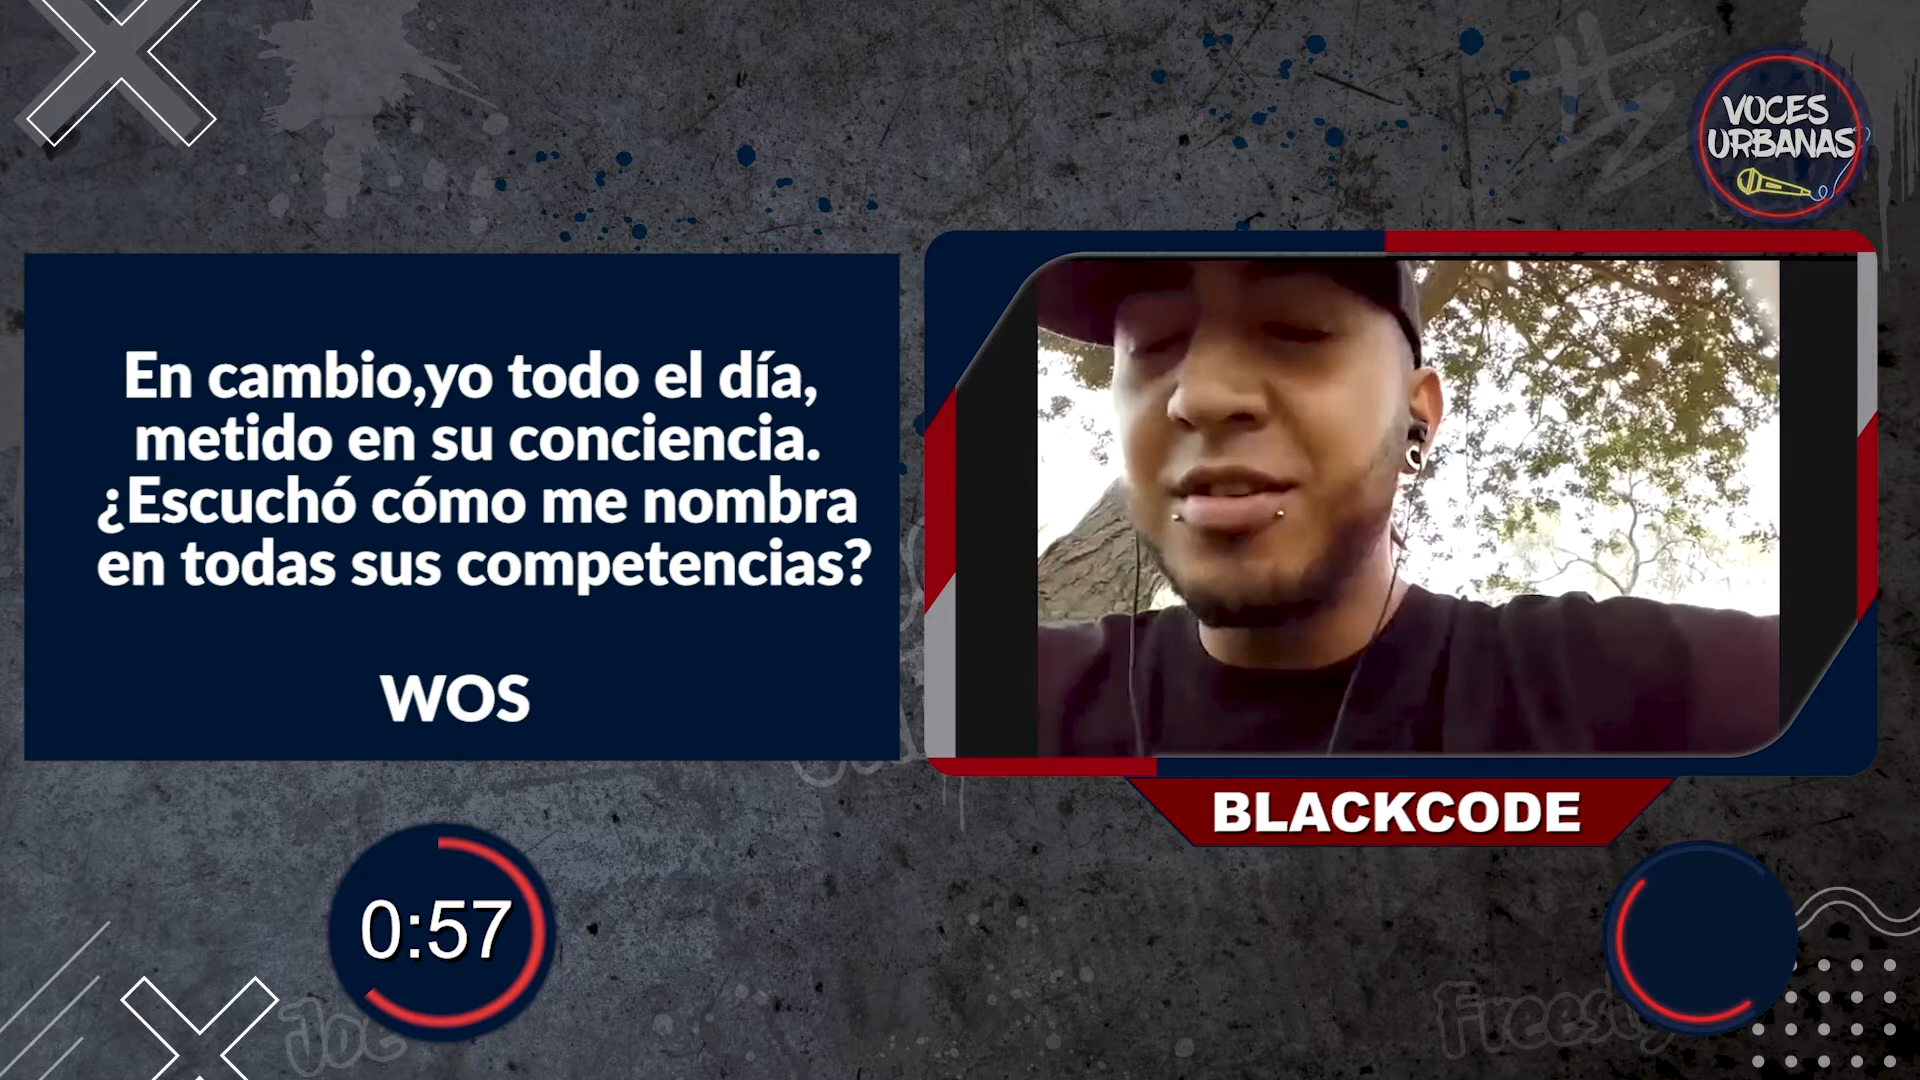 VOCES
URBANAS
En cambio,yo todo el día,
metido en su conciencia.
¿Escuchó cómo me nombra
en todas sus competencias?
WOS
BLACKCODE
0:57
Joe